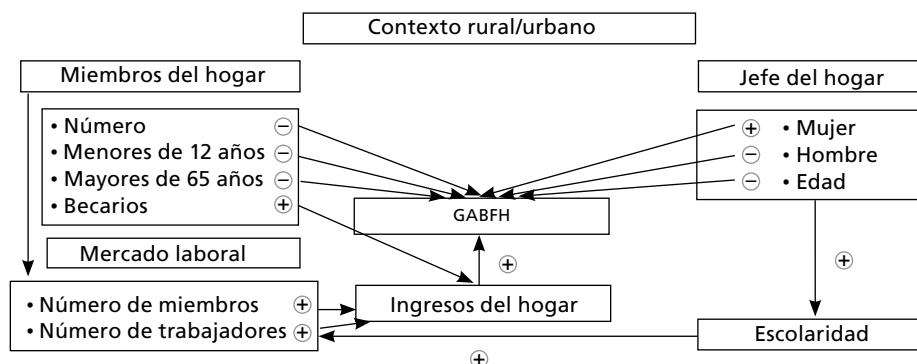 Contexto rural/urbano
Miembros del hogar
Jefe del hogar
• Número ⊖
• Menores de 12 años ⊖
• Mayores de 65 años ⊖
• Becarios ⊕
⊕ • Mujer
⊖ • Hombre
⊖ • Edad
GABFH
Mercado laboral
⊕
⊕
• Número de miembros ⊕
• Número de trabajadores ⊕
Ingresos del hogar
Escolaridad
⊕